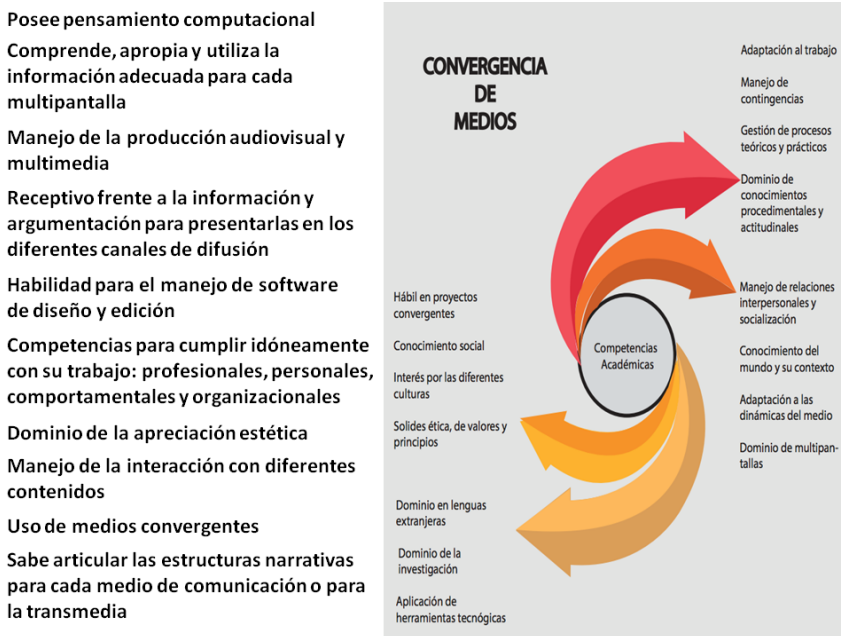 Posee pensamiento computacional
Comprende, apropia y utiliza la
información adecuada para cada
multipantalla
Manejo de la producción audiovisual y
multimedia
Receptivo frente a la información y
argumentación para presentarlas en los
diferentes canales de difusión
Habilidad para el manejo de software
de diseño y edición
Competencias para cumplir idóneamente
con su trabajo: profesionales, personales,
comportamentales y organizacionales
Dominio de la apreciación estética
Manejo de la interacción con diferentes
contenidos
Uso de medios convergentes
Sabe articular las estructuras narrativas
para cada medio de comunicación o para
la transmedia
CONVERGENCIA
DE
MEDIOS
Adaptación al trabajo
Manejo de
contingencias
Gestión de procesos
teóricos y prácticos
Dominio de
conocimientos
procedimentales y
actitudinales
Manejo de relaciones
interpersonales y
socialización
Conocimiento del
mundo y su contexto
Adaptación a las
dinámicas del medio
Dominio de multipan-
tallas
Competencias
Académicas
Hábil en proyectos
convergentes
Conocimiento social
Interés por las diferentes
culturas
Solides ética, de valores y
principios
Dominio en lenguas
extranjeras
Dominio de la
investigación
Aplicación de
herramientas tecnógicas